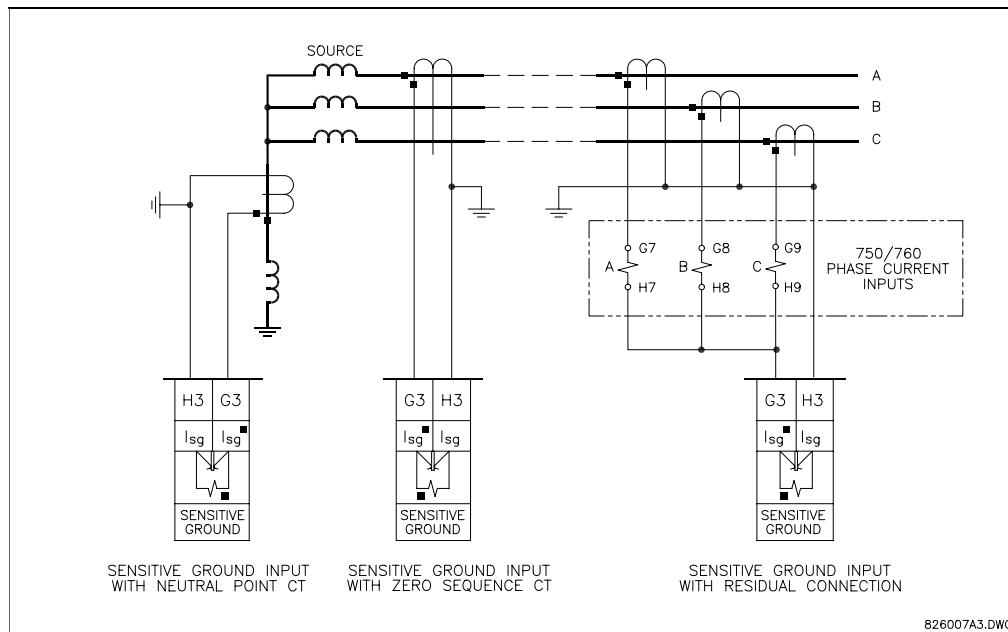 SOURCE
A
B
C
G7
G8
G9
A
B
C
H7
H8
H9
750/760
PHASE CURRENT
INPUTS
H3 G3
Isg Isg
SENSITIVE
GROUND
G3 H3
Isg Isg
SENSITIVE
GROUND
G3 H3
Isg Isg
SENSITIVE
GROUND
SENSITIVE GROUND INPUT
WITH NEUTRAL POINT CT
SENSITIVE GROUND INPUT
WITH ZERO SEQUENCE CT
SENSITIVE GROUND INPUT
WITH RESIDUAL CONNECTION
826007A3.DWG